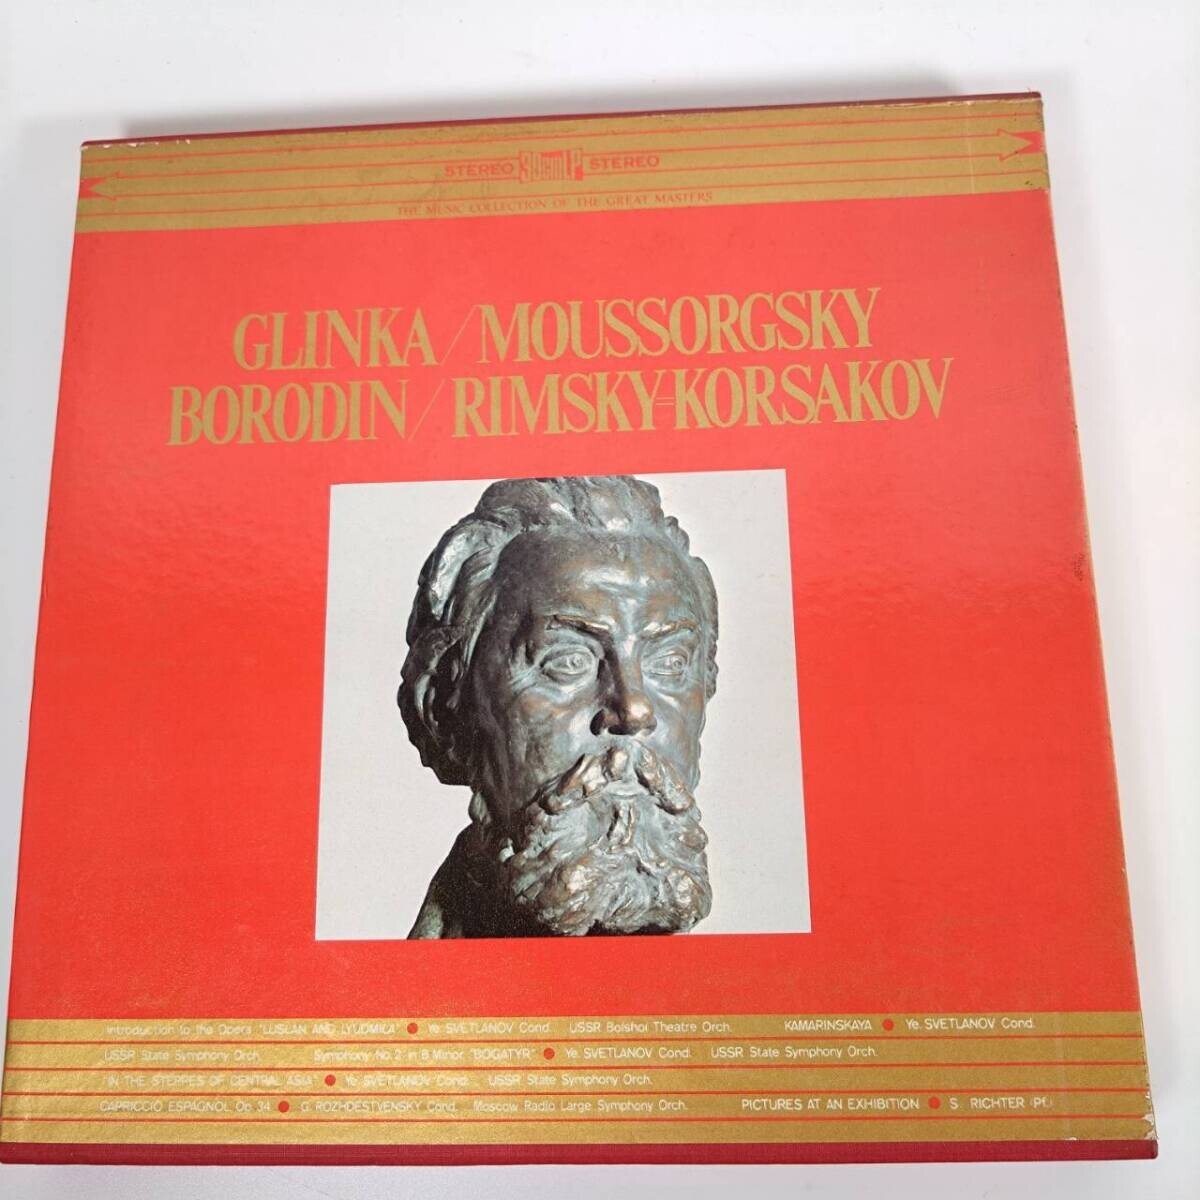 STEREO 30cm LP STEREO
THE MUSIC COLLECTION OF THE GREAT MASTERS
GLINKA/MOUSSORGSKY
BORODIN/RIMSKY=KORSAKOV
Introduction to the Opera "LUSLAN AND LYUDMILA" ● Ye. SVETLANOV Cond. USSR Bolshoi Theatre Orch. KAMARINSKAYA ● Ye. SVETLANOV Cond.
USSR State Symphony Orch. Symphony No. 2 in B Minor "BOGATYR" ● Ye. SVETLANOV Cond. USSR State Symphony Orch.
"IN THE STEPPES OF CENTRAL ASIA" ● Ye. SVETLANOV Cond. USSR State Symphony Orch.
CAPRICCIO ESPAGNOL Op. 34 ● G. ROZHDESTVENSKY Cond. Moscow Radio Large Symphony Orch. PICTURES AT AN EXHIBITION ● S. RICHTER (Pf.)